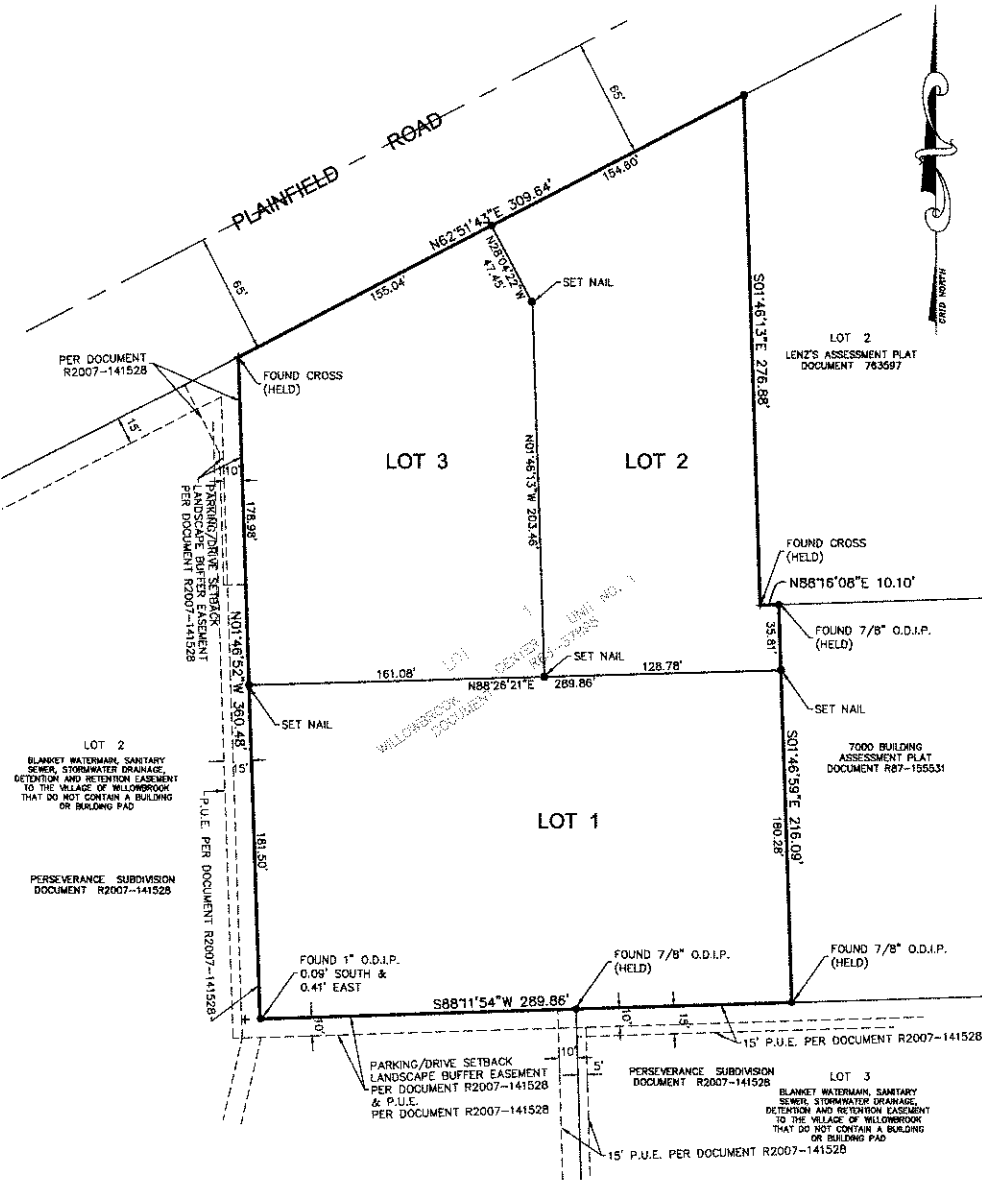 65'
PLAINFIELD ROAD
154.60'
N62°51'43"E 309.64'
155.04'
65'
N28°04'22"W
47.45'
SET NAIL
GRID NORTH
PER DOCUMENT
R2007-141528
FOUND CROSS
(HELD)
15'
S01°46'13"E 276.88'
LOT 2
LENZ'S ASSESSMENT PLAT
DOCUMENT 763597
LOT 3
LOT 2
N01°46'13"W 203.46'
10'
PARKING/DRIVE SETBACK
LANDSCAPE BUFFER EASEMENT
PER DOCUMENT R2007-141528
178.98'
FOUND CROSS
(HELD)
N88°16'08"E 10.10'
FOUND 7/8" O.D.I.P.
(HELD)
35.81'
LOT 1
WILLOWBROOK CENTER UNIT NO. 1
DOCUMENT
SET NAIL
161.08'
N88°26'21"E 289.86'
128.78'
SET NAIL
SET NAIL
N01°46'52"W 360.48'
15'
LOT 2
BLANKET WATERMAIN, SANITARY
SEWER, STORMWATER DRAINAGE,
DETENTION AND RETENTION EASEMENT
TO THE VILLAGE OF WILLOWBROOK
THAT DO NOT CONTAIN A BUILDING
OR BUILDING PAD
7000 BUILDING
ASSESSMENT PLAT
DOCUMENT R87-155531
S01°46'59"E 216.09'
180.28'
LOT 1
P.U.E. PER DOCUMENT R2007-141528
181.50'
PERSEVERANCE SUBDIVISION
DOCUMENT R2007-141528
FOUND 1" O.D.I.P.
0.09' SOUTH &
0.41' EAST
FOUND 7/8" O.D.I.P.
(HELD)
FOUND 7/8" O.D.I.P.
(HELD)
S88°11'54"W 289.86'
10'
10'
15'
15' P.U.E. PER DOCUMENT R2007-141528
PARKING/DRIVE SETBACK
LANDSCAPE BUFFER EASEMENT
PER DOCUMENT R2007-141528
& P.U.E.
PER DOCUMENT R2007-141528
10'
5'
PERSEVERANCE SUBDIVISION
DOCUMENT R2007-141528
LOT 3
BLANKET WATERMAIN, SANITARY
SEWER, STORMWATER DRAINAGE,
DETENTION AND RETENTION EASEMENT
TO THE VILLAGE OF WILLOWBROOK
THAT DO NOT CONTAIN A BUILDING
OR BUILDING PAD
15' P.U.E. PER DOCUMENT R2007-141528